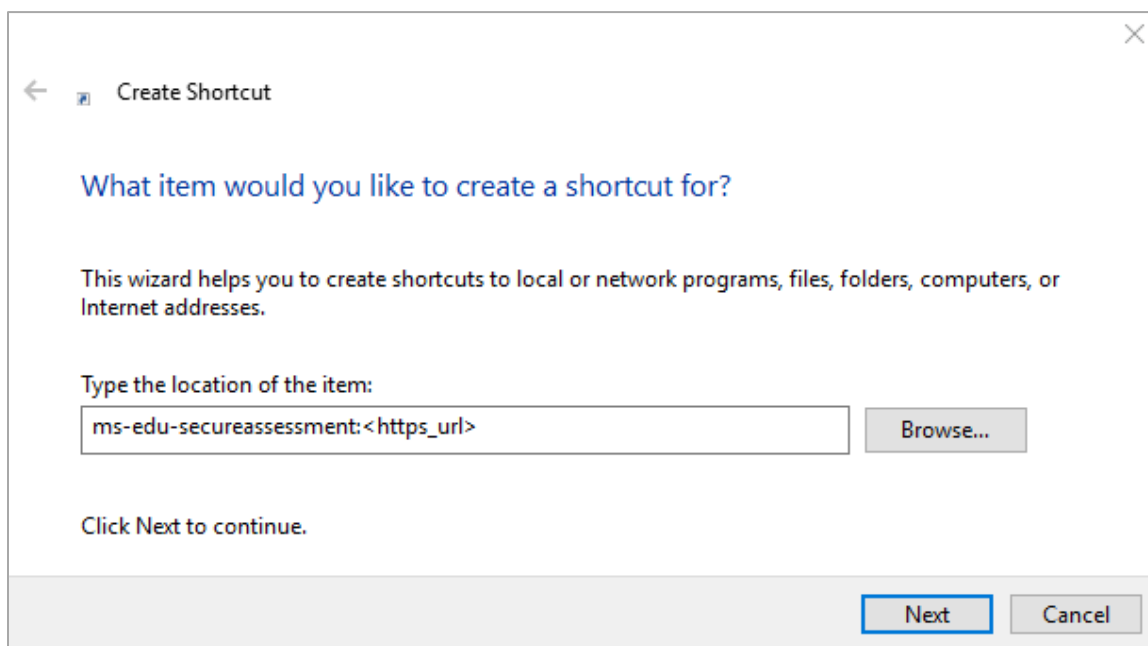 Create Shortcut
What item would you like to create a shortcut for?
This wizard helps you to create shortcuts to local or network programs, files, folders, computers, or
Internet addresses.
Type the location of the item:
ms-edu-secureassessment:<https_url>
Browse...
Click Next to continue.
Next
Cancel